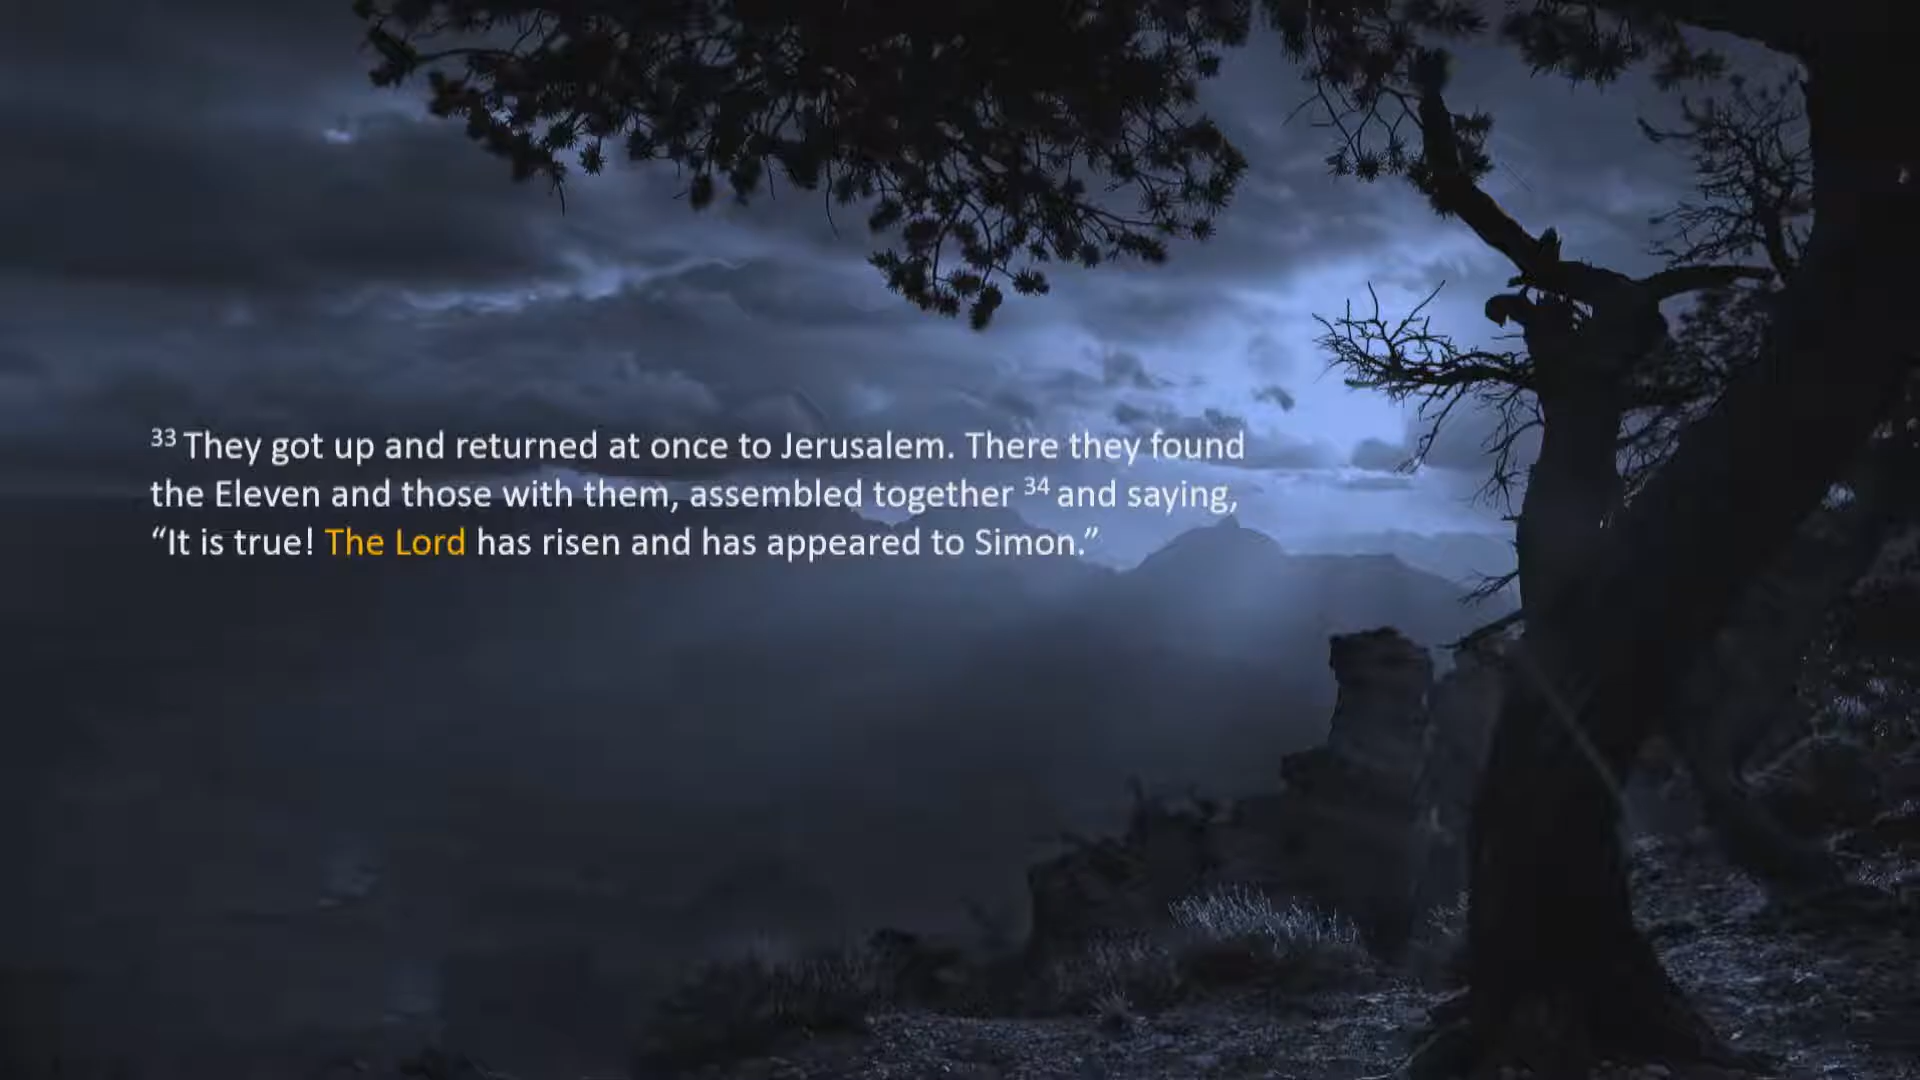 ³³ They got up and returned at once to Jerusalem. There they found
the Eleven and those with them, assembled together ³⁴ and saying,
“It is true! The Lord has risen and has appeared to Simon.”